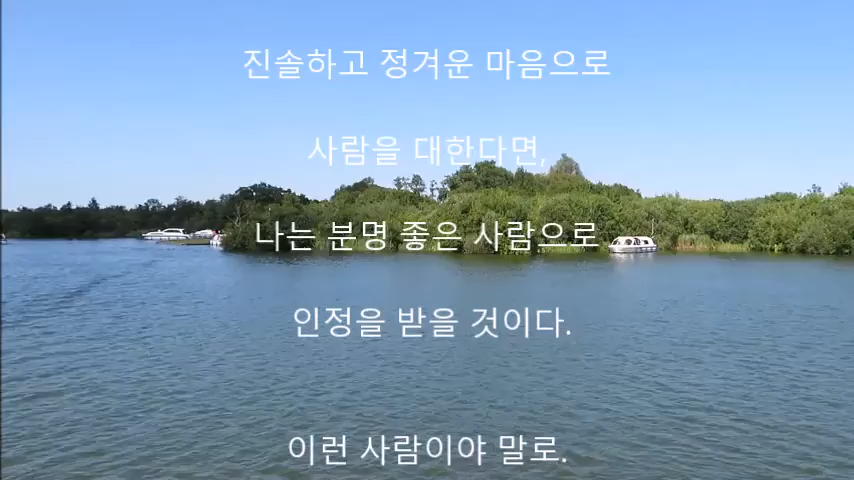 진솔하고 정겨운 마음으로
사람을 대한다면,
나는 분명 좋은 사람으로
인정을 받을 것이다.
이런 사람이야 말로.